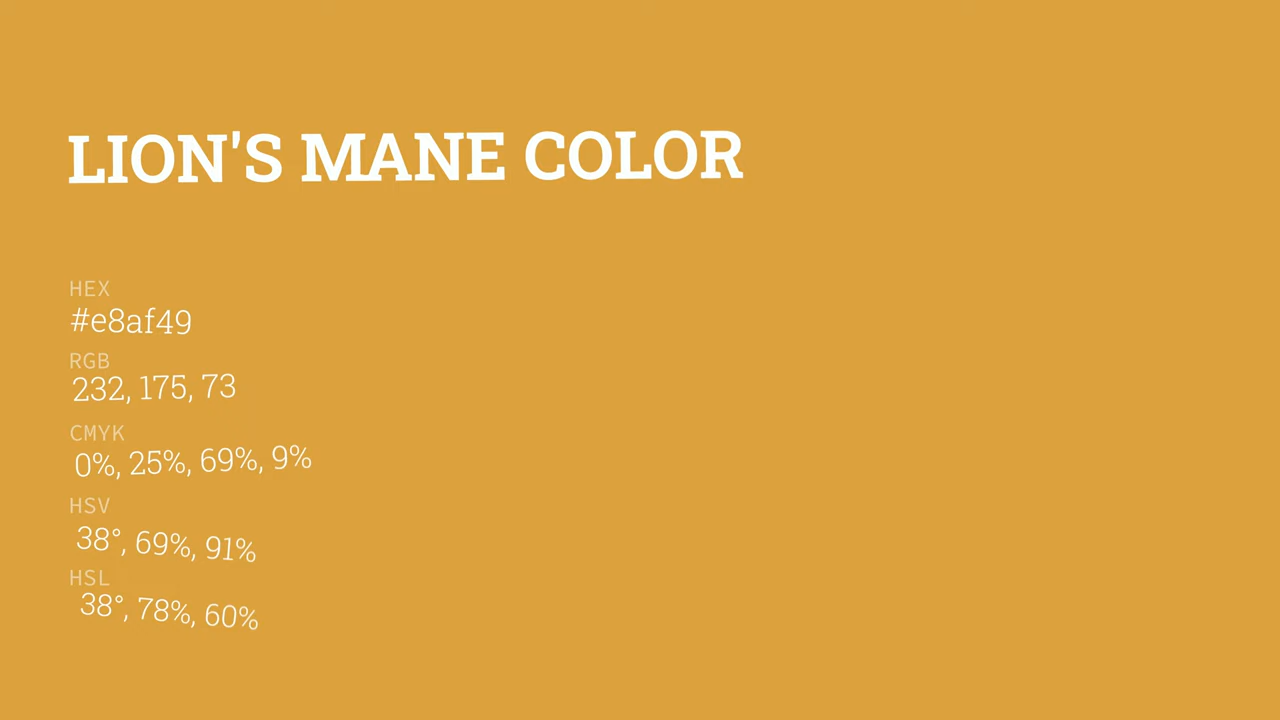 LION'S MANE COLOR
HEX
#e8af49
RGB
232, 175, 73
CMYK
0%, 25%, 69%, 9%
HSV
38°, 69%, 91%
HSL
38°, 78%, 60%